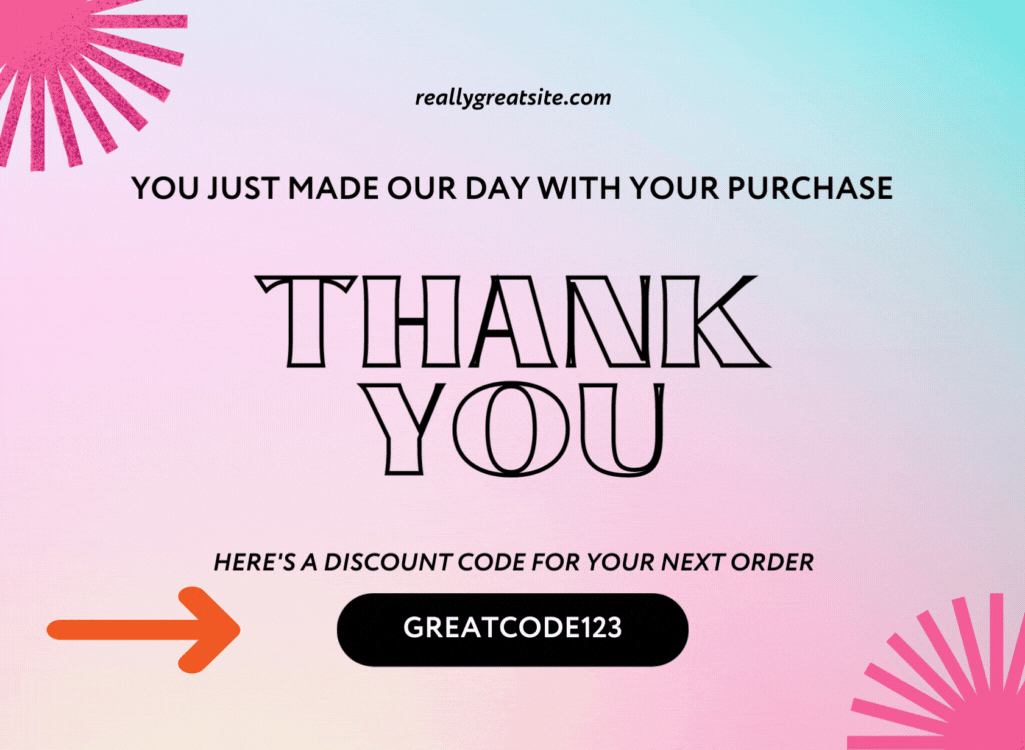 reallygreatsite.com
YOU JUST MADE OUR DAY WITH YOUR PURCHASE
THANK
YOU
HERE'S A DISCOUNT CODE FOR YOUR NEXT ORDER
GREATCODE123